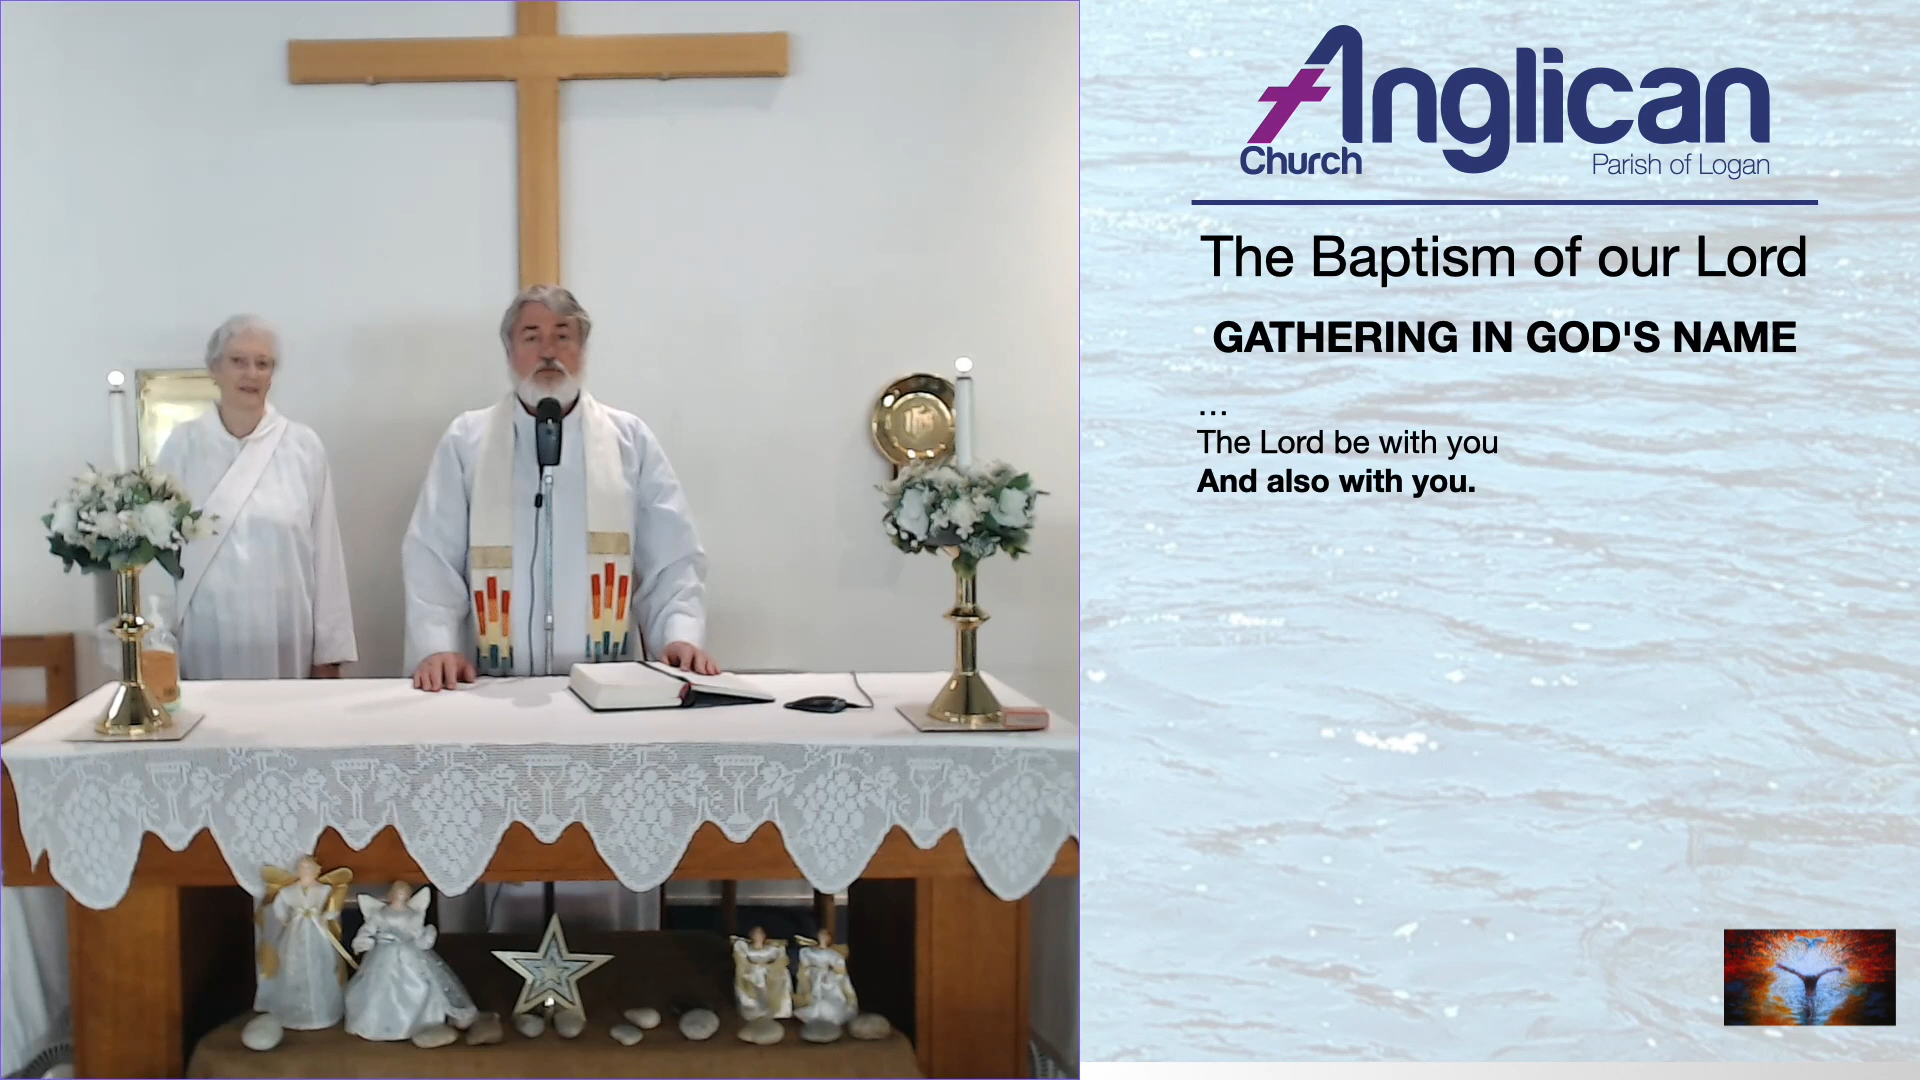 Anglican
Church
Parish of Logan
The Baptism of our Lord
GATHERING IN GOD'S NAME
...
The Lord be with you
And also with you.